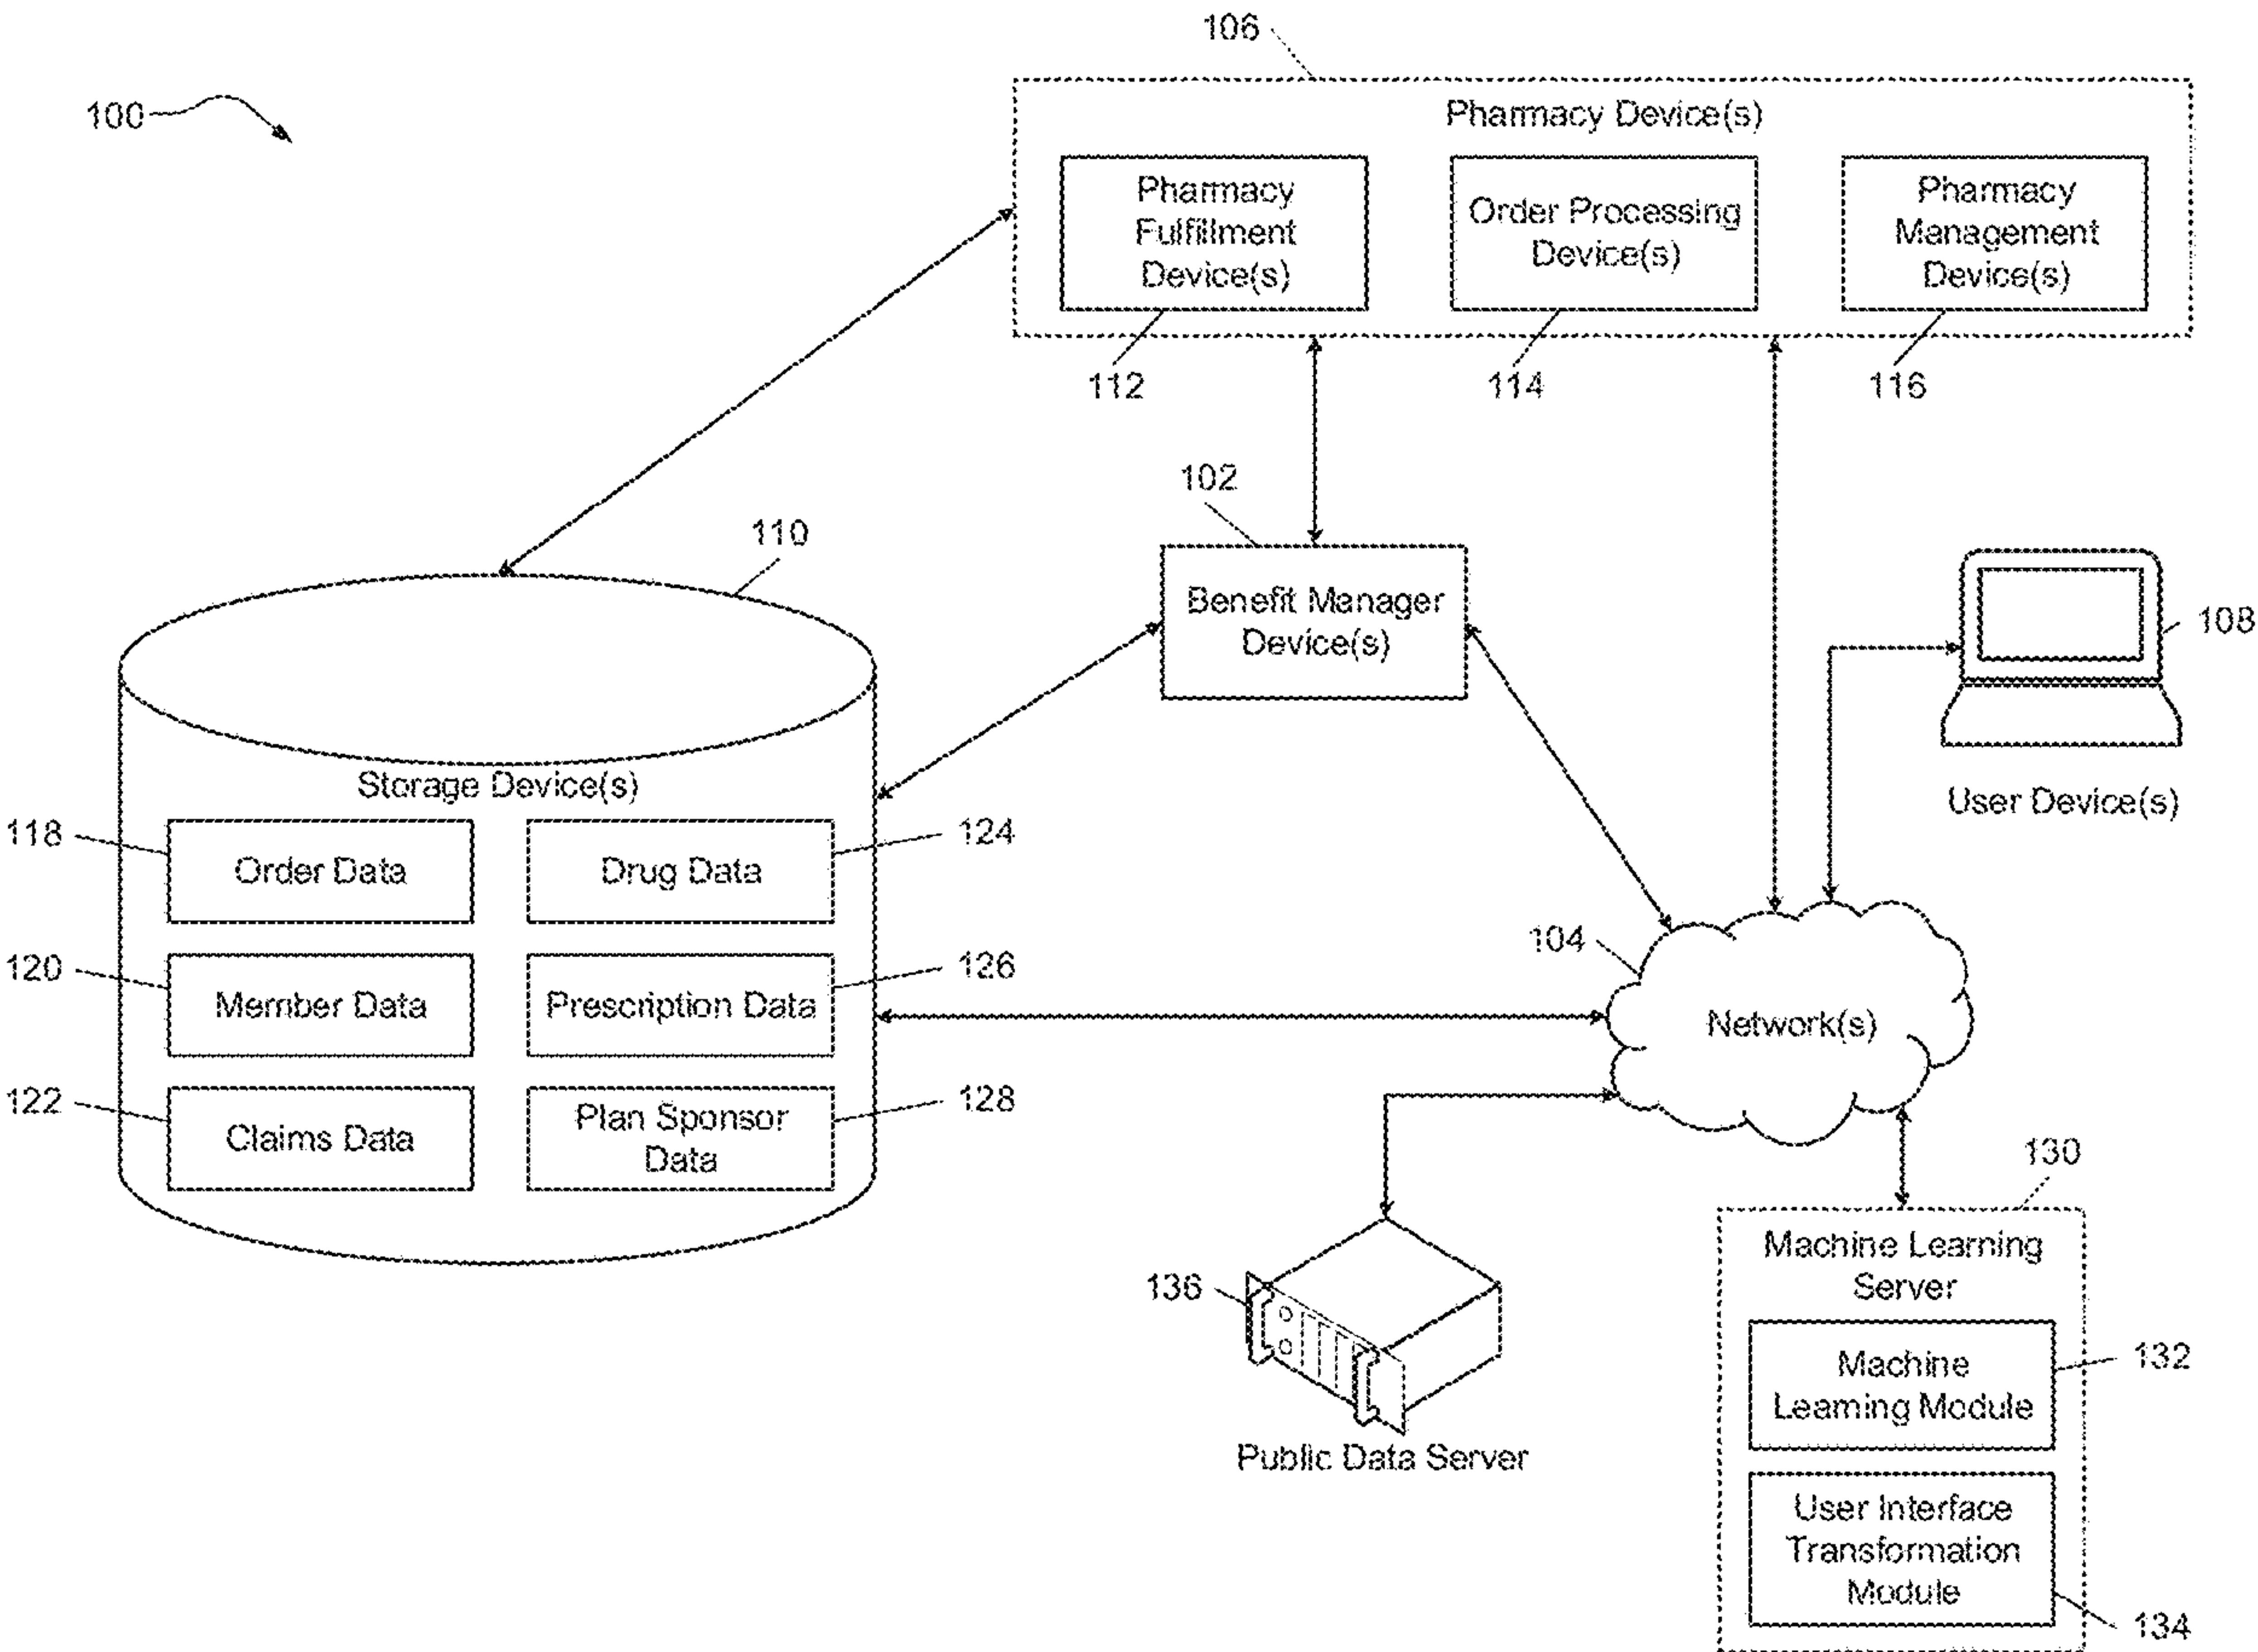 106
100
Pharmacy Device(s)
Pharmacy
Fulfillment
Device(s)
Order Processing
Device(s)
Pharmacy
Management
Device(s)
112
114
116
102
110
Benefit Manager
Device(s)
108
User Device(s)
Storage Device(s)
118
Order Data
Drug Data
124
120
Member Data
Prescription Data
126
122
Claims Data
Plan Sponsor
Data
128
104
Network(s)
130
Machine Learning
Server
136
Public Data Server
Machine
Learning Module
132
User Interface
Transformation
Module
134